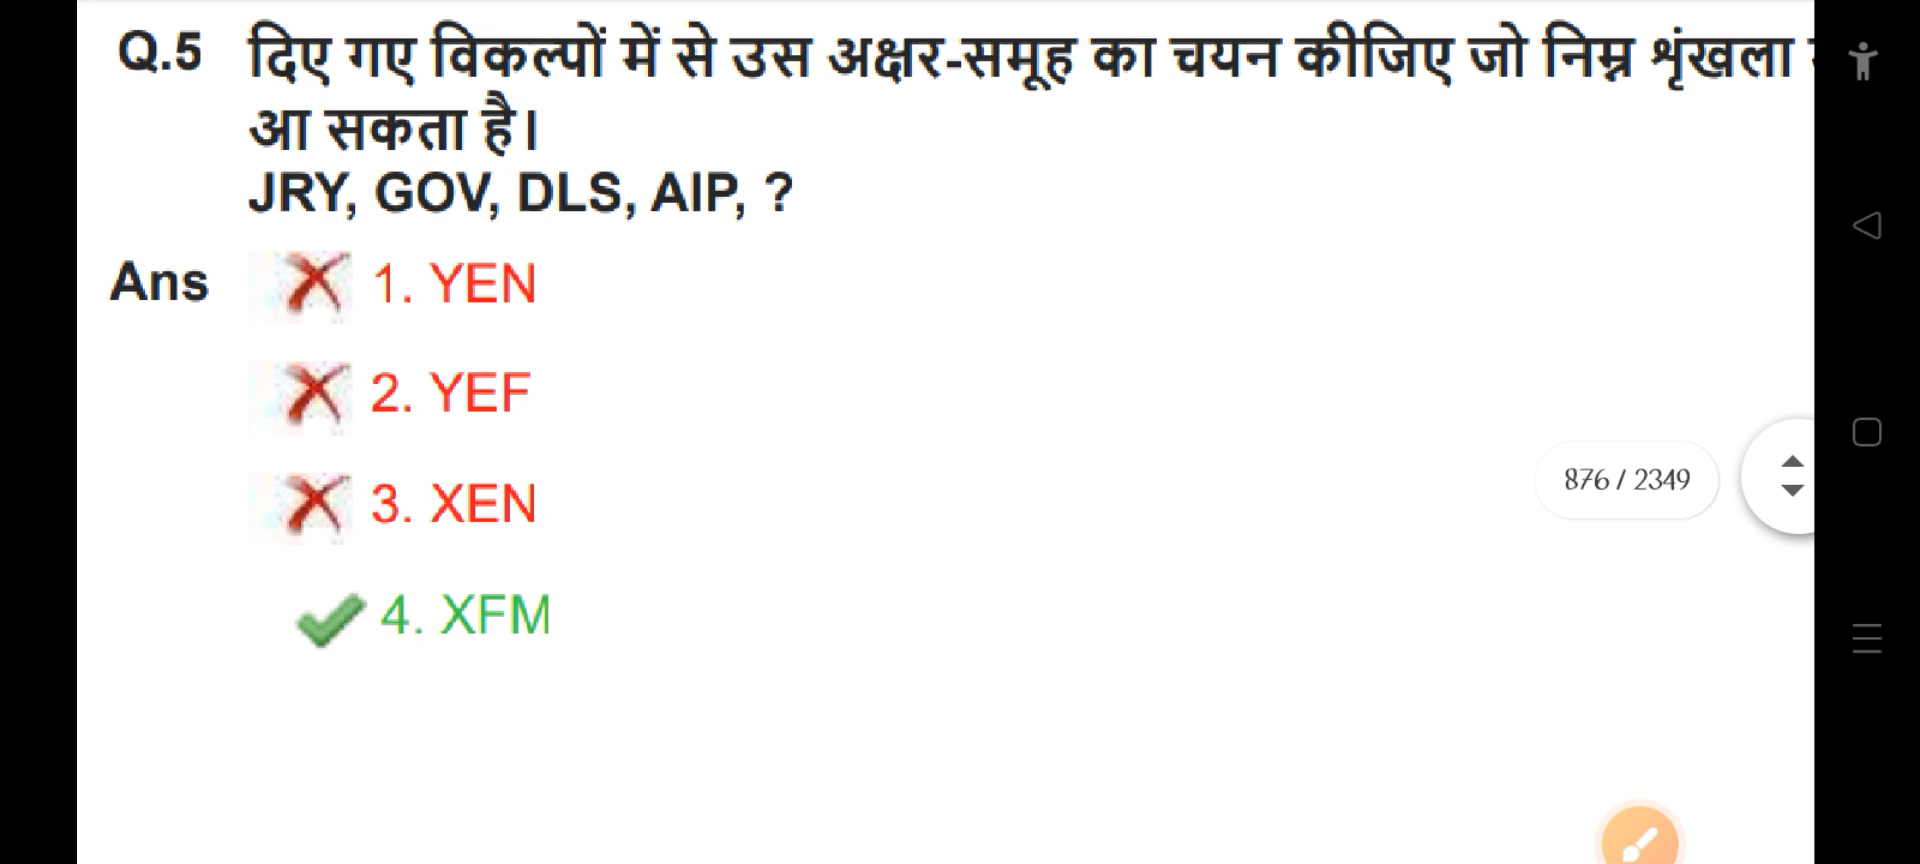 Q.5 दिए गए विकल्पों में से उस अक्षर-समूह का चयन कीजिए जो निम्न शृंखला
आ सकता है।
JRY, GOV, DLS, AIP, ?
Ans 1. YEN
2. YEF
3. XEN
876 / 2349
4. XFM